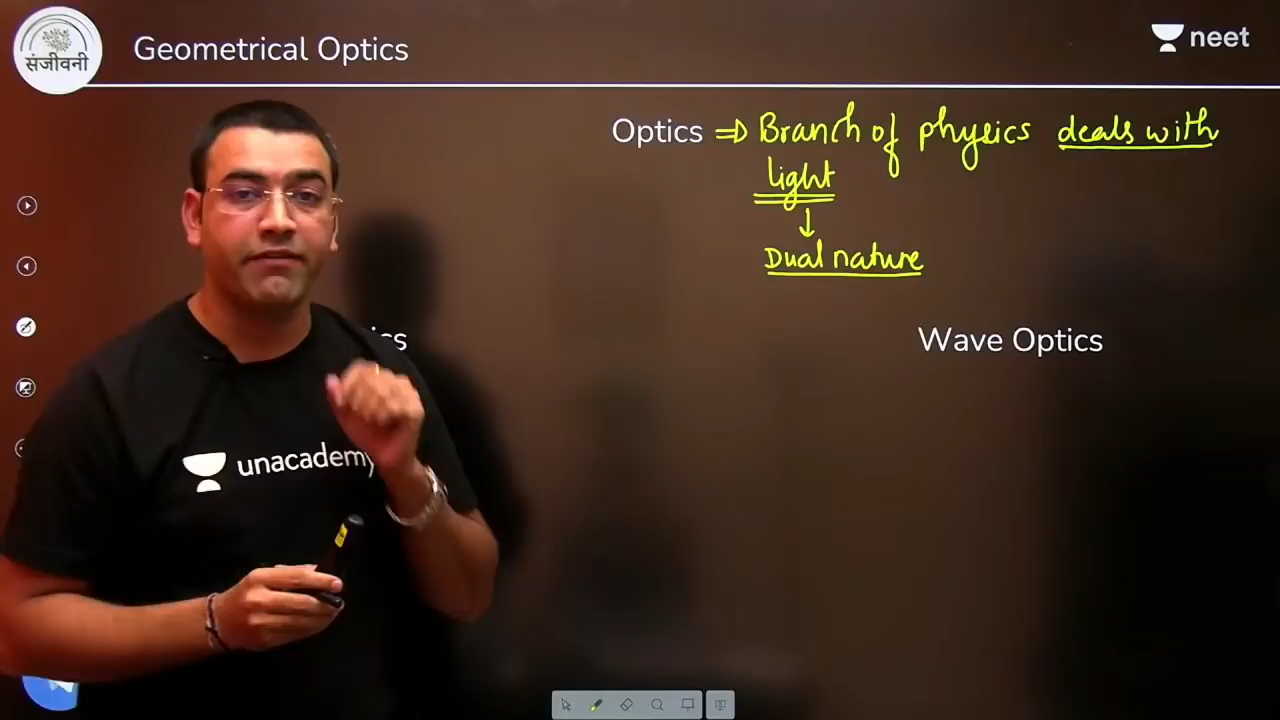 संजीवनी
Geometrical Optics
neet
Optics ⇒ Branch of physics deals with
light
↓
Dual nature
Wave Optics
unacademy